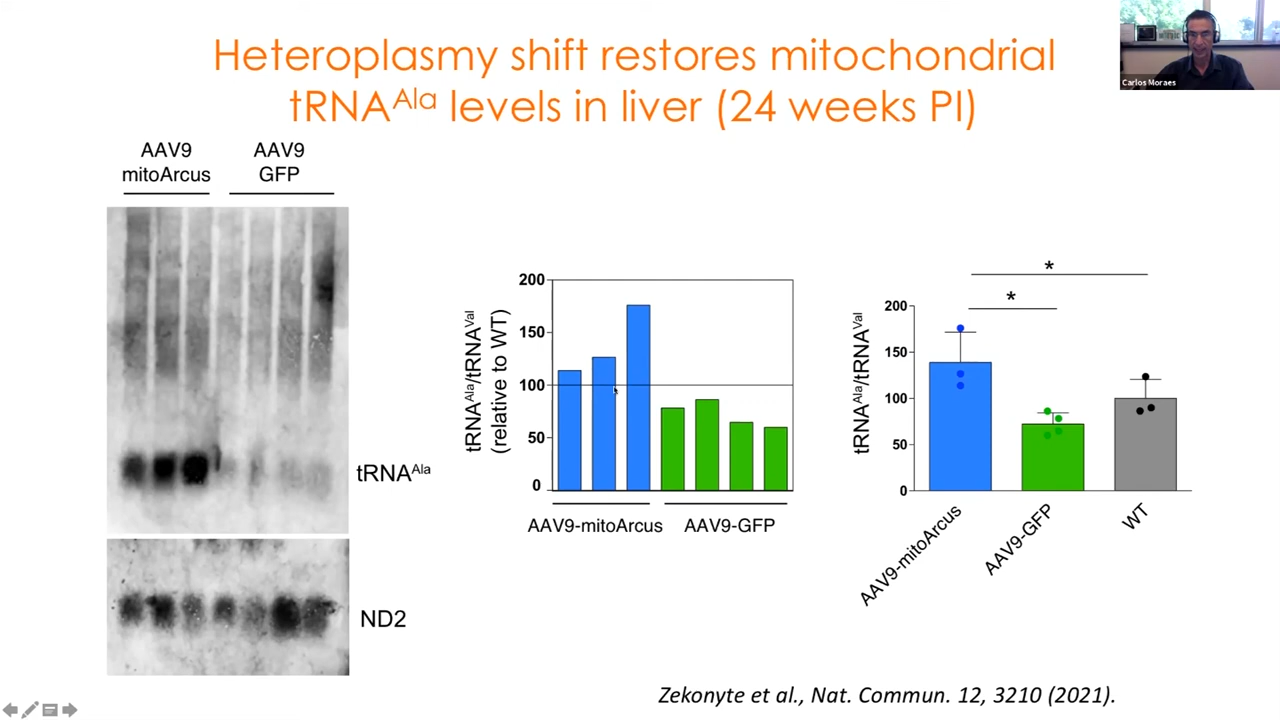 Heteroplasmy shift restores mitochondrial
tRNAᴬˡᵃ levels in liver (24 weeks PI)
Carlos Moraes
AAV9
mitoArcus
AAV9
GFP
tRNAᴬˡᵃ
ND2
tRNAᴬˡᵃ/tRNAⱽᵃˡ
(relative to WT)
200
150
100
50
0
AAV9-mitoArcus
AAV9-GFP
tRNAᴬˡᵃ/tRNAⱽᵃˡ
200
150
100
50
0
*
*
AAV9-mitoArcus
AAV9-GFP
WT
Zekonyte et al., Nat. Commun. 12, 3210 (2021).